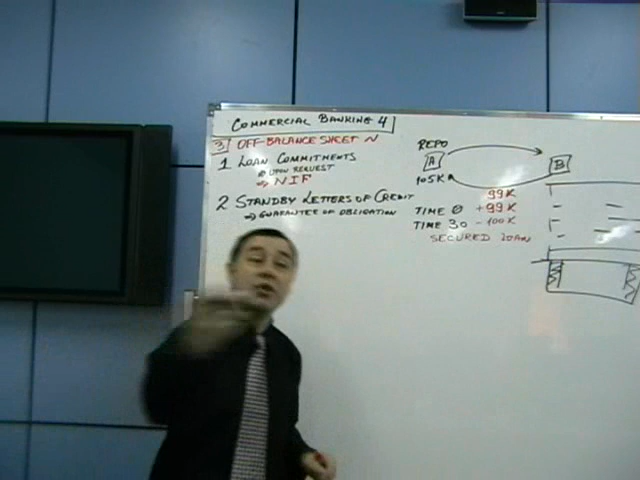 COMMERCIAL BANKING 4
3 OFF-BALANCE SHEET N
1 LOAN COMMITMENTS
UPON REQUEST
NIF
2 STANDBY LETTERS OF CREDIT
GUARANTEE OF OBLIGATION
REPO
A
B
105K
99K
TIME 0 +99K
TIME 30 -100K
SECURED LOAN